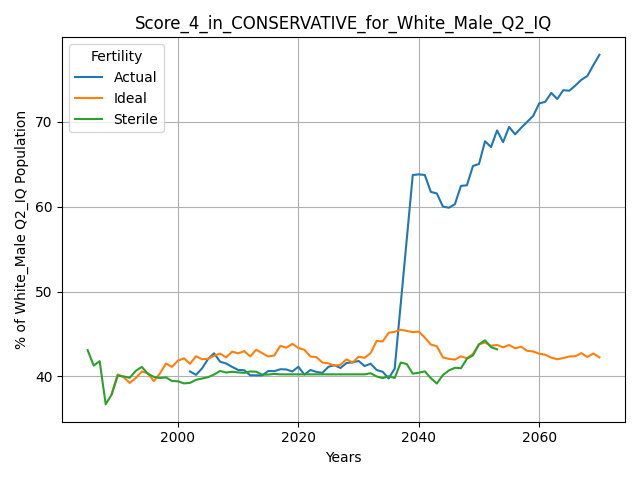 Score_4_in_CONSERVATIVE_for_White_Male_Q2_IQ
Fertility
Actual
Ideal
Sterile
% of White_Male Q2_IQ Population
70
60
50
40
2000
2020
2040
2060
Years